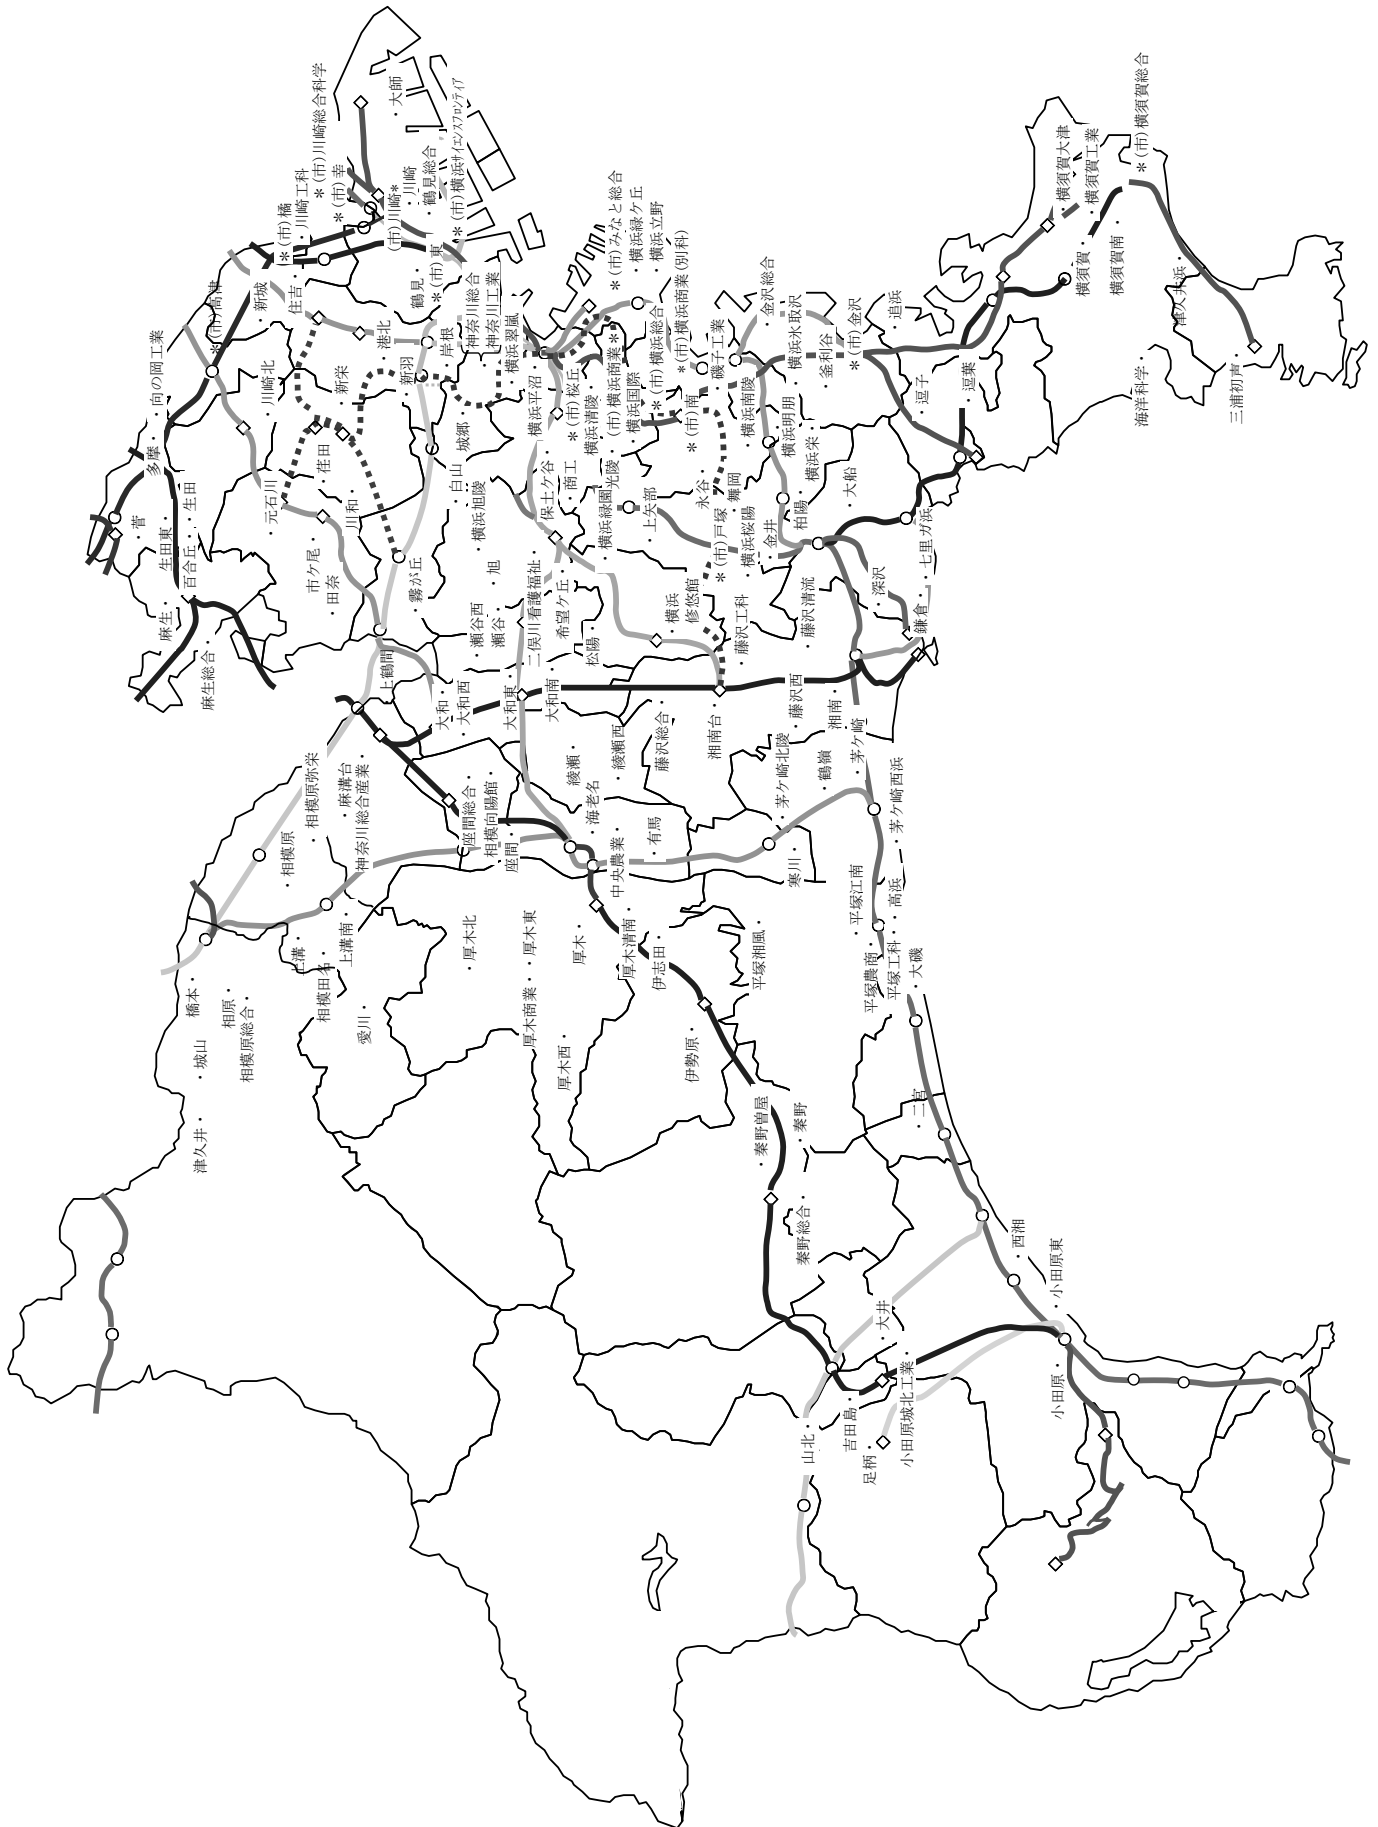 大師
*(市)川崎総合科学
*(市)幸
川崎工科
*(市)橘
(市)川崎*
川崎
鶴見総合
*(市)横浜サイエンスフロンティア
*(市)東
鶴見
神奈川総合
神奈川工業
横浜翠嵐
住吉
新城
*(市)高津
向の岡工業
多摩
川崎北
新栄
港北
新羽
岸根
城郷
白山
荏田
川和
元石川
市ケ尾
田奈
霧が丘
菅
生田東
生田
百合丘
麻生
麻生総合
上鶴間
*(市)みなと総合
横浜緑ケ丘
横浜立野
*(市)横浜商業(別科)
*(市)横浜総合
磯子工業
横浜平沼
*(市)桜丘
横浜清陵
(市)横浜商業*
横浜国際
*(市)南
横浜南陵
横浜明朋
横浜栄
金沢総合
横浜氷取沢
釜利谷
*(市)金沢
追浜
逗子
逗葉
横須賀大津
横須賀工業
*(市)横須賀総合
横須賀
横須賀南
津久井浜
海洋科学
三浦初声
保土ケ谷
商工
横浜緑園
光陵
上矢部
永谷
舞岡
*(市)戸塚
横浜桜陽
金井
柏陽
大船
七里ガ浜
鎌倉
深沢
横浜旭陵
旭
二俣川看護福祉
希望ケ丘
松陽
瀬谷西
瀬谷
横浜
修悠館
藤沢工科
藤沢清流
藤沢西
湘南
湘南台
藤沢総合
大和
大和西
大和東
大和南
綾瀬
綾瀬西
海老名
有馬
中央農業
座間総合
相模向陽館
座間
相模原弥栄
麻溝台
神奈川総合産業
相模原
上溝南
上溝
相模田名
橋本
相原
相模原総合
城山
津久井
愛川
厚木北
厚木東
厚木商業
厚木
厚木清南
厚木西
伊志田
伊勢原
茅ケ崎北陵
鶴嶺
茅ケ崎
茅ケ崎西浜
寒川
平塚江南
高浜
平塚湘風
平塚農商
平塚工科
大磯
二宮
秦野曽屋
秦野
秦野総合
西湘
小田原東
小田原
大井
小田原城北工業
吉田島
足柄
山北